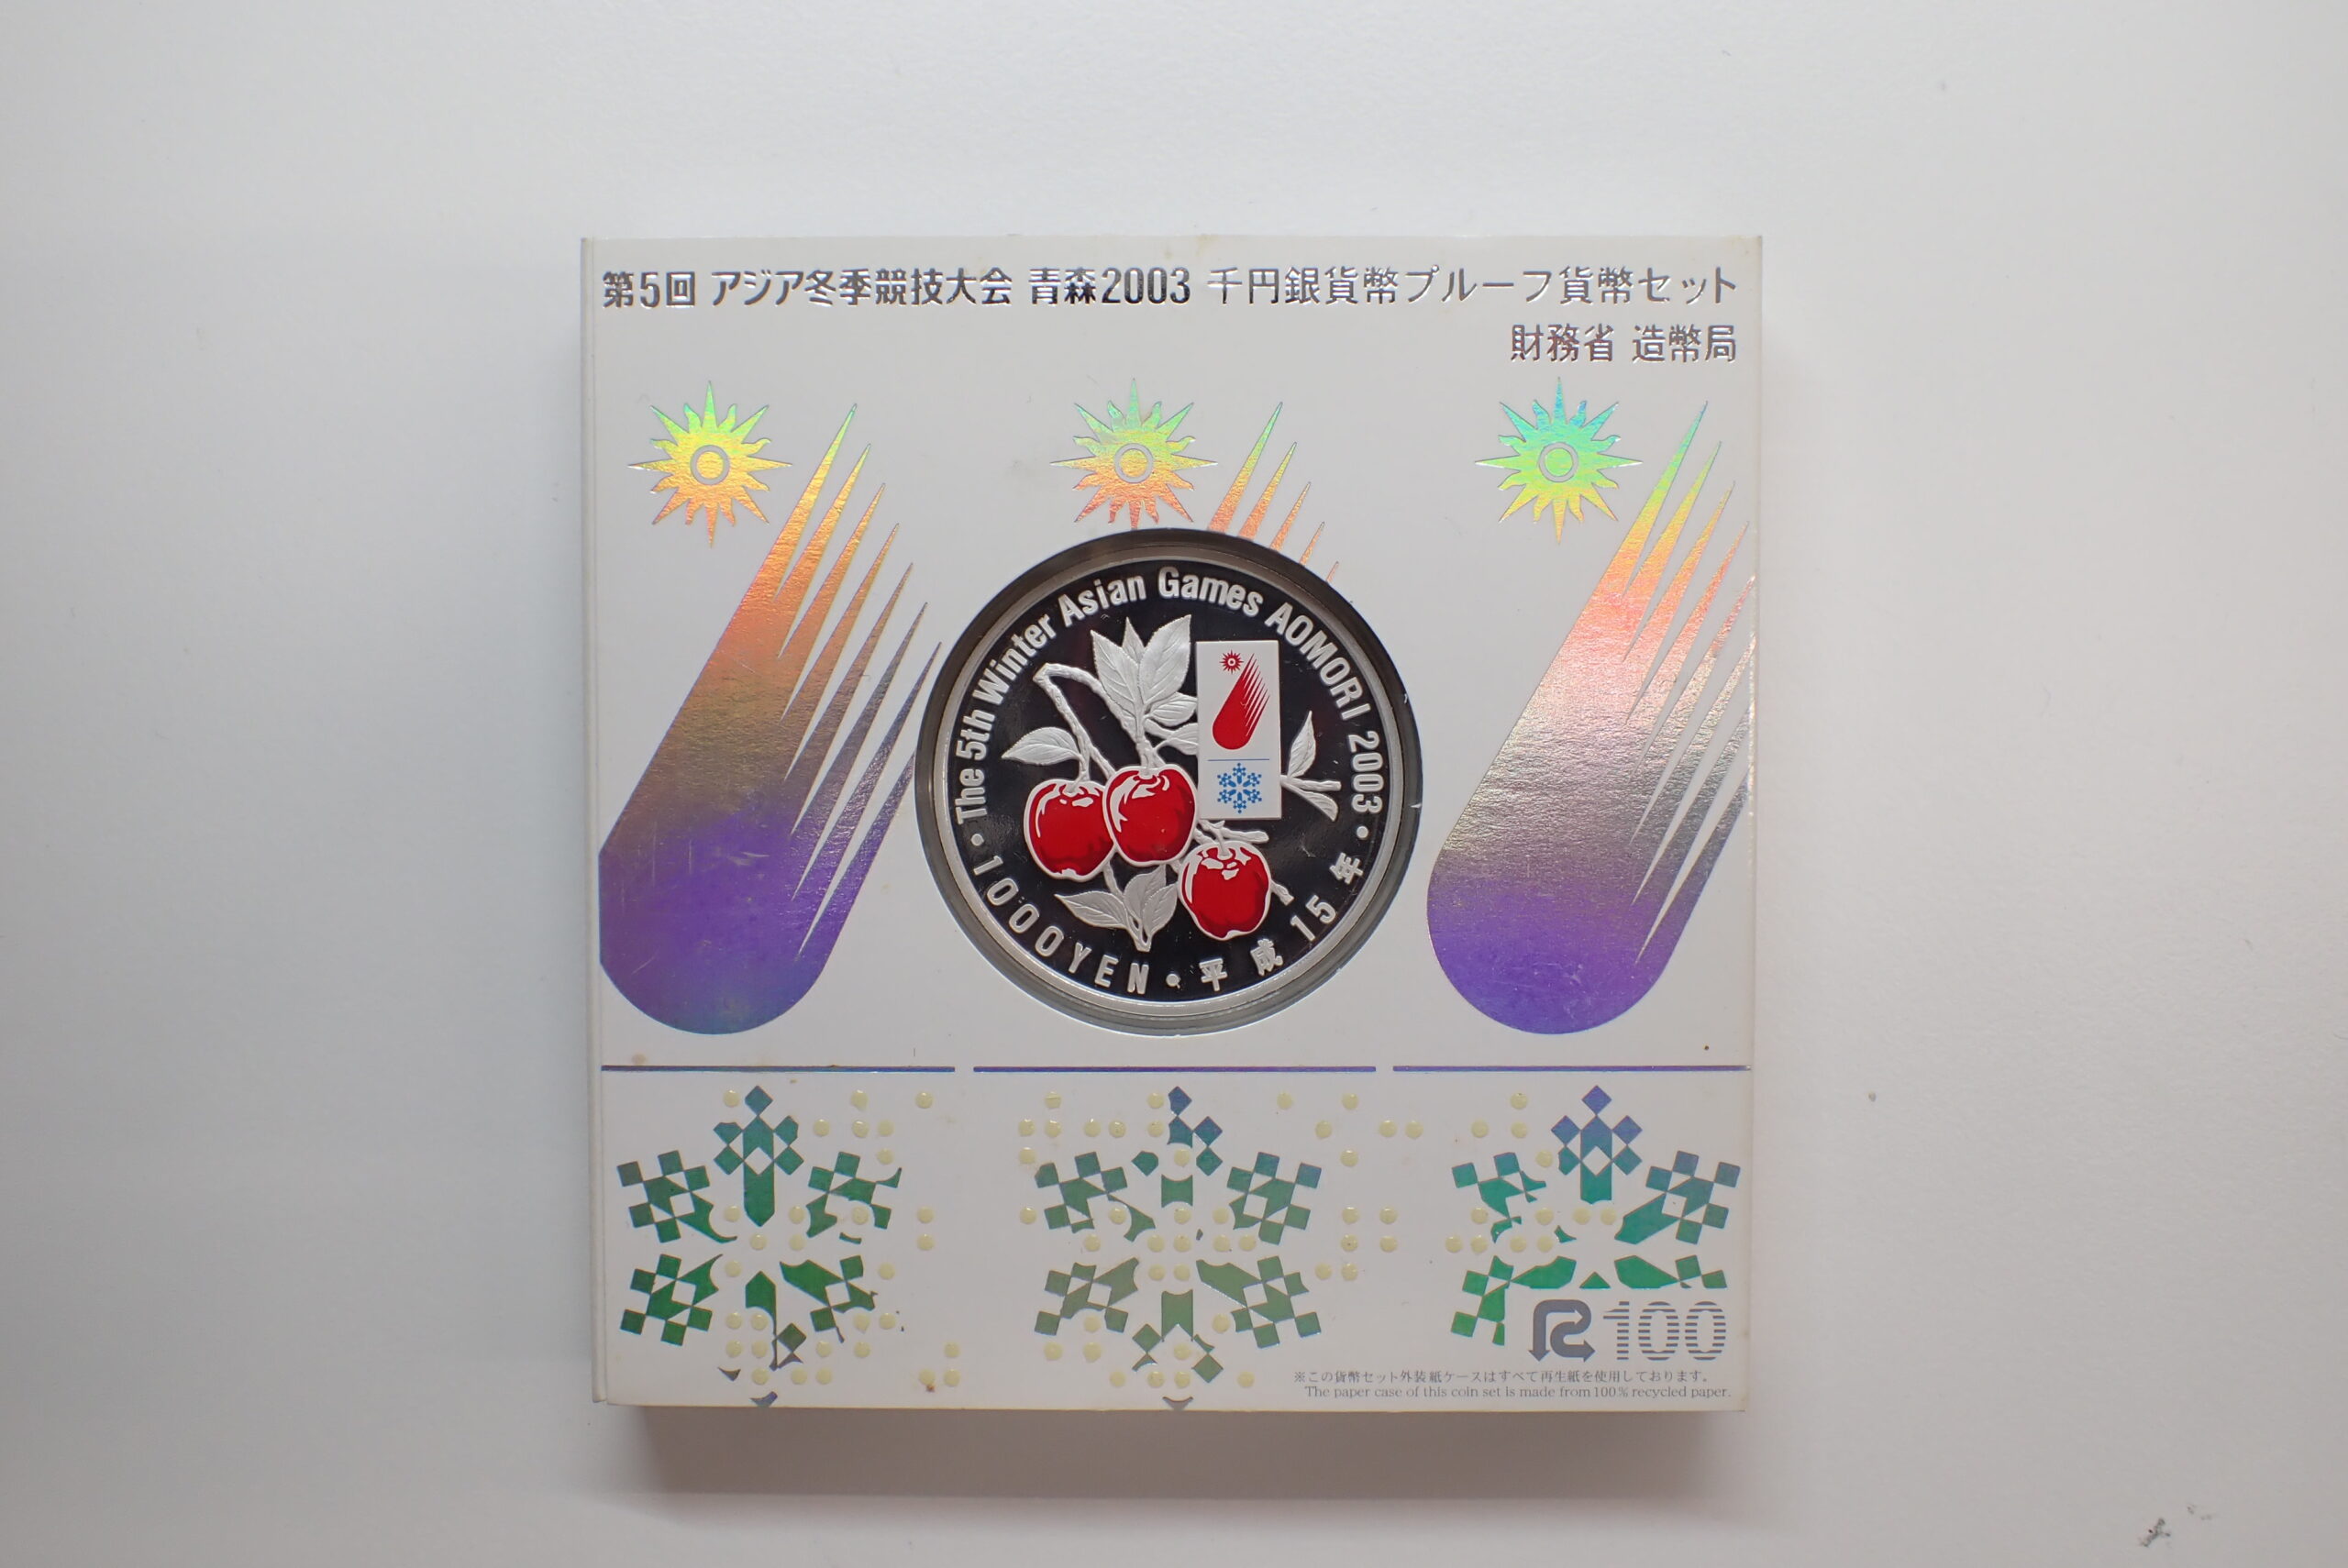 第5回 アジア冬季競技大会 青森2003 千円銀貨幣プルーフ貨幣セット
財務省 造幣局
The 5th Winter Asian Games AOMORI 2003
1000YEN・平成15年
R100
※この貨幣セット外装紙ケースはすべて再生紙を使用しております。
The paper case of this coin set is made from 100% recycled paper.